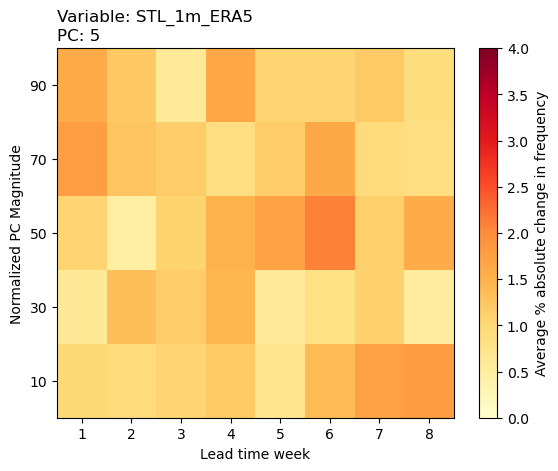 Variable: STL_1m_ERA5
PC: 5
Normalized PC Magnitude
90
70
50
30
10
1 2 3 4 5 6 7 8
Lead time week
4.0
3.5
3.0
2.5
2.0
1.5
1.0
0.5
0.0
Average % absolute change in frequency